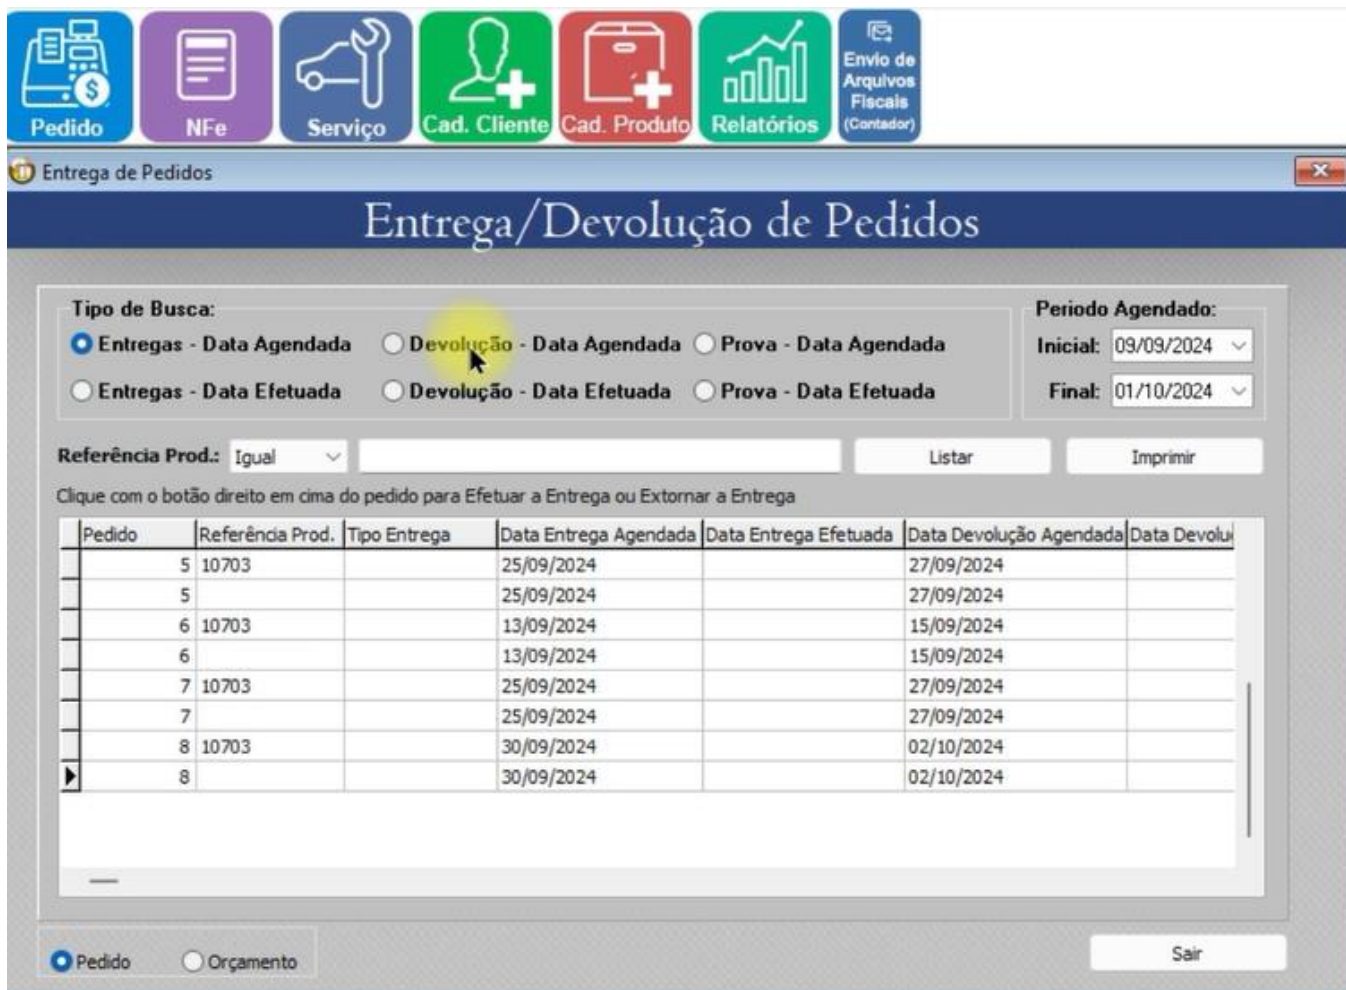 Pedido
NFe
Serviço
Cad. Cliente
Cad. Produto
Relatórios
Envio de
Arquivos
Fiscais
(Contador)
Entrega de Pedidos
Entrega/Devolução de Pedidos
Tipo de Busca:
Entregas - Data Agendada Devolução - Data Agendada Prova - Data Agendada
Entregas - Data Efetuada Devolução - Data Efetuada Prova - Data Efetuada
Periodo Agendado:
Inicial: 09/09/2024
Final: 01/10/2024
Referência Prod.: Igual Listar Imprimir
Clique com o botão direito em cima do pedido para Efetuar a Entrega ou Extornar a Entrega
Pedido Referência Prod. Tipo Entrega Data Entrega Agendada Data Entrega Efetuada Data Devolução Agendada Data Devolu
5 10703 25/09/2024 27/09/2024
5 25/09/2024 27/09/2024
6 10703 13/09/2024 15/09/2024
6 13/09/2024 15/09/2024
7 10703 25/09/2024 27/09/2024
7 25/09/2024 27/09/2024
8 10703 30/09/2024 02/10/2024
8 30/09/2024 02/10/2024
Pedido Orçamento Sair